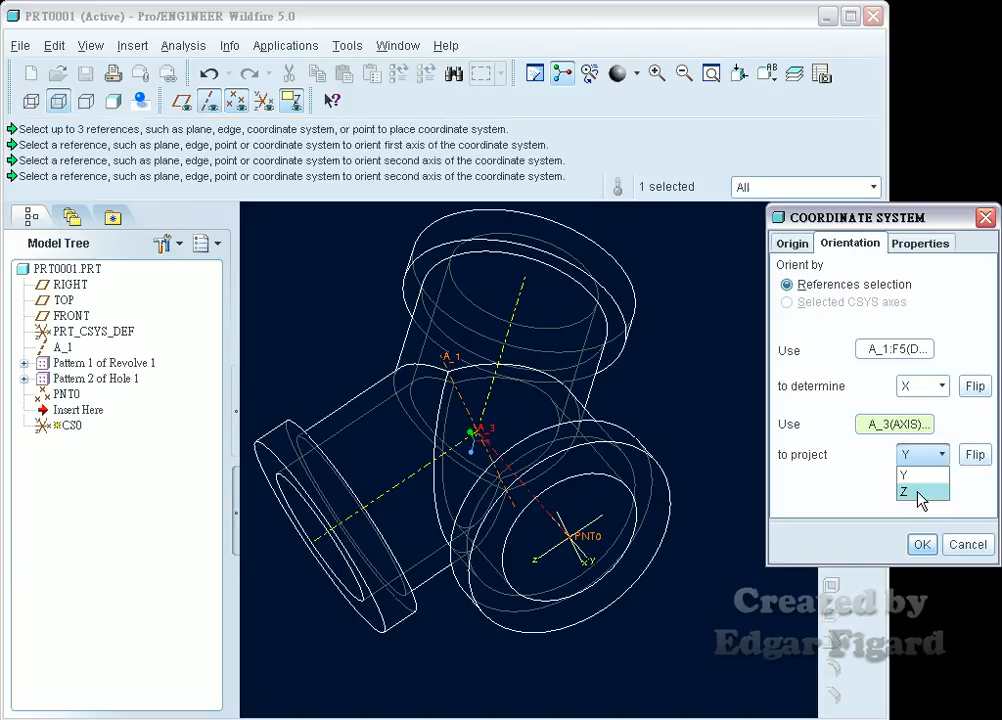 PRT0001 (Active) - Pro/ENGINEER Wildfire 5.0
File Edit View Insert Analysis Info Applications Tools Window Help
Select up to 3 references, such as plane, edge, coordinate system, or point to place coordinate system.
Select a reference, such as plane, edge, point or coordinate system to orient first axis of the coordinate system.
Select a reference, such as plane, edge, point or coordinate system to orient second axis of the coordinate system.
Select a reference, such as plane, edge, point or coordinate system to orient second axis of the coordinate system.
1 selected
All
Model Tree
PRT0001.PRT
RIGHT
TOP
FRONT
PRT_CSYS_DEF
A_1
Pattern 1 of Revolve 1
Pattern 2 of Hole 1
PNT0
Insert Here
CS0
A_1
A_3
PNT0
z
x
Y
COORDINATE SYSTEM
Origin Orientation Properties
Orient by
References selection
Selected CSYS axes
Use A_1:F5(D...
to determine X Flip
Use A_3(AXIS)...
to project Y Flip
Y
Z
OK Cancel
Created by
Edgar Figard